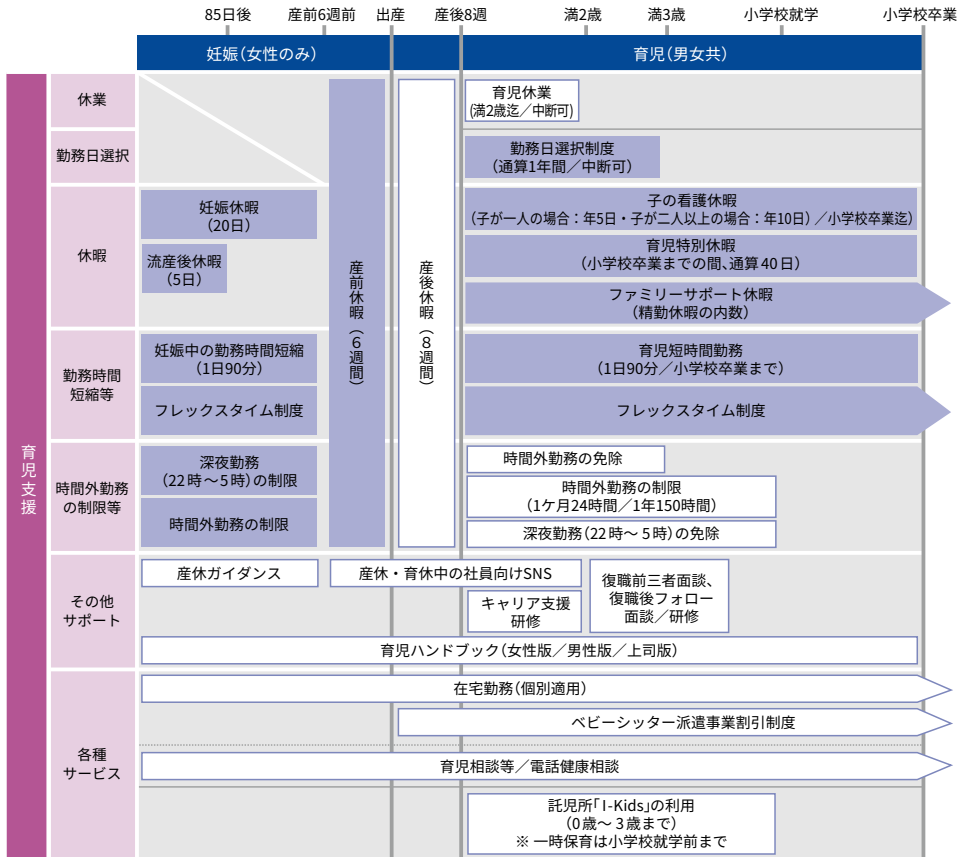 85日後
産前6週前
出産
産後8週
満2歳
満3歳
小学校就学
小学校卒業
妊娠(女性のみ)
育児(男女共)
育児支援
休業
育児休業
(満2歳迄／中断可)
勤務日選択
勤務日選択制度
(通算1年間／中断可)
休暇
妊娠休暇
(20日)
流産後休暇
(5日)
産前休暇(6週間)
産後休暇(8週間)
子の看護休暇
(子が一人の場合：年5日・子が二人以上の場合：年10日)／小学校卒業迄)
育児特別休暇
(小学校卒業までの間、通算40日)
ファミリーサポート休暇
(精勤休暇の内数)
勤務時間
短縮等
妊娠中の勤務時間短縮
(1日90分)
フレックスタイム制度
育児短時間勤務
(1日90分／小学校卒業まで)
フレックスタイム制度
時間外勤務
の制限等
深夜勤務
(22時～5時)の制限
時間外勤務の制限
時間外勤務の免除
時間外勤務の制限
(1ケ月24時間／1年150時間)
深夜勤務(22時～5時)の免除
その他
サポート
産休ガイダンス
産休・育休中の社員向けSNS
キャリア支援
研修
復職前三者面談、
復職後フォロー
面談／研修
育児ハンドブック(女性版／男性版／上司版)
各種
サービス
在宅勤務(個別適用)
ベビーシッター派遣事業割引制度
育児相談等／電話健康相談
託児所「I-Kids」の利用
(0歳～3歳まで)
※ 一時保育は小学校就学前まで